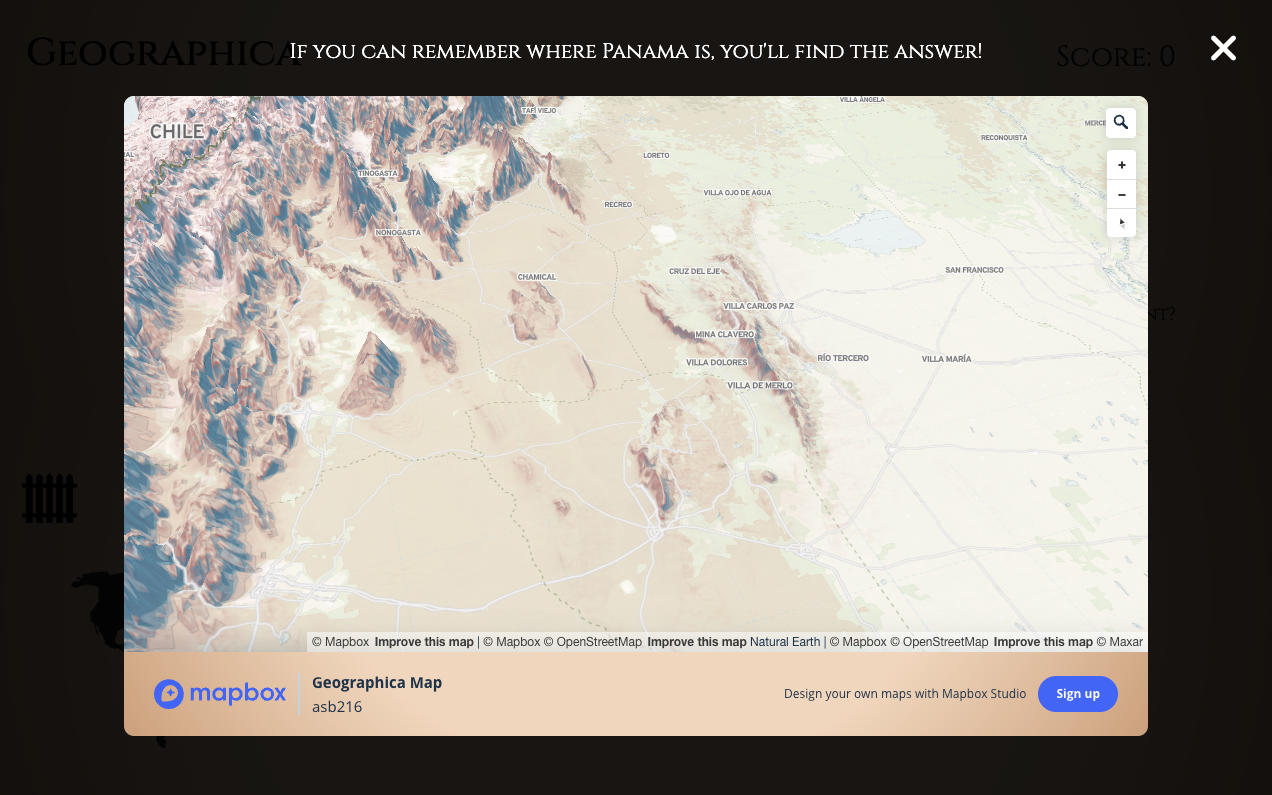 Geographica
If you can remember where Panama is, you'll find the answer!
Score: 0
VILLA ÁNGELA
TAFÍ VIEJO
CHILE
MERCE
RECONQUISTA
LORETO
AL
TINOGASTA
VILLA OJO DE AGUA
RECREO
NONOGASTA
CRUZ DEL EJE
SAN FRANCISCO
CHAMICAL
VILLA CARLOS PAZ
NT?
MINA CLAVERO
RÍO TERCERO
VILLA MARÍA
VILLA DOLORES
VILLA DE MERLO
© Mapbox Improve this map | © Mapbox © OpenStreetMap Improve this map Natural Earth | © Mapbox © OpenStreetMap Improve this map © Maxar
mapbox
Geographica Map
asb216
Design your own maps with Mapbox Studio
Sign up